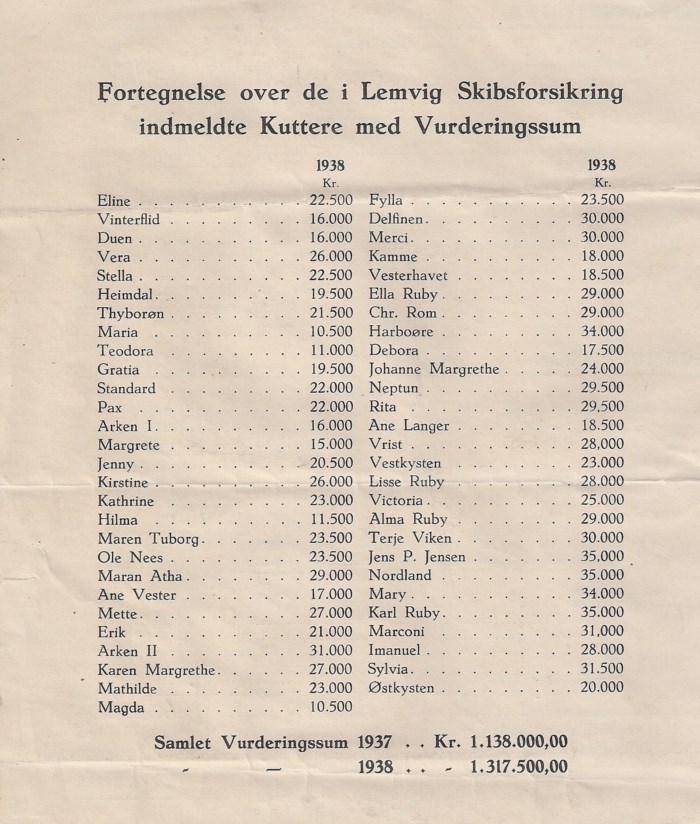 Fortegnelse over de i Lemvig Skibsforsikring
indmeldte Kuttere med Vurderingssum
1938
Kr.
Eline . . . . . . . . . . 22.500
Vinterflid . . . . . . . . 16.000
Duen . . . . . . . . . . 16.000
Vera . . . . . . . . . . 26.000
Stella . . . . . . . . . . 22.500
Heimdal . . . . . . . . . 19.500
Thyborøn . . . . . . . . 21.500
Maria . . . . . . . . . 10.500
Teodora . . . . . . . . 11.000
Gratia . . . . . . . . . 19.500
Standard . . . . . . . . 22.000
Pax . . . . . . . . . . 22.000
Arken I. . . . . . . . . 16.000
Margrete . . . . . . . . 15.000
Jenny . . . . . . . . . . 20.500
Kirstine . . . . . . . . . 26.000
Kathrine . . . . . . . . 23.000
Hilma . . . . . . . . . 11.500
Maren Tuborg. . . . . . . 23.500
Ole Nees . . . . . . . . 23.500
Maran Atha . . . . . . . 29.000
Ane Vester . . . . . . . 17.000
Mette . . . . . . . . . . 27.000
Erik . . . . . . . . . . 21.000
Arken II . . . . . . . . 31.000
Karen Margrethe. . . . . . 27.000
Mathilde . . . . . . . . 23.000
Magda . . . . . . . . . 10.500
1938
Kr.
Fylla . . . . . . . . . . 23.500
Delfinen. . . . . . . . . 30.000
Merci. . . . . . . . . . 30.000
Kamme . . . . . . . . . 18.000
Vesterhavet . . . . . . . 18.500
Ella Ruby . . . . . . . . 29.000
Chr. Rom . . . . . . . . 29.000
Harboøre . . . . . . . . 34.000
Debora . . . . . . . . . 17.500
Johanne Margrethe . . . . 24.000
Neptun . . . . . . . . . 29.500
Rita . . . . . . . . . . 29,500
Ane Langer . . . . . . . 18.500
Vrist . . . . . . . . . . 28,000
Vestkysten . . . . . . . 23.000
Lisse Ruby . . . . . . . . 28.000
Victoria . . . . . . . . . 25.000
Alma Ruby . . . . . . . 29.000
Terje Viken . . . . . . . 30.000
Jens P. Jensen . . . . . . 35,000
Nordland . . . . . . . . 35.000
Mary . . . . . . . . . . 34.000
Karl Ruby. . . . . . . . 35.000
Marconi . . . . . . . . 31,000
Imanuel . . . . . . . . . 28.000
Sylvia . . . . . . . . . 31.500
Østkysten . . . . . . . . 20.000
Samlet Vurderingssum 1937 . . Kr. 1.138.000,00
- — 1938 . . - 1.317.500,00